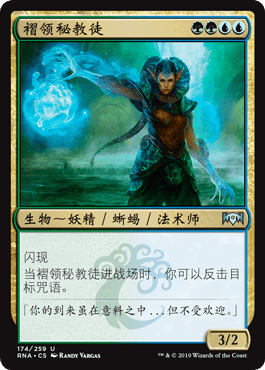 褶领秘教徒
生物～妖精／蜥蜴／法术师
闪现
当褶领秘教徒进战场时，你可以反击目
标咒语。
「你的到来虽在意料之中...但不受欢迎。」
3/2
174/259 U
RNA • CS RANDY VARGAS
™ & © 2019 Wizards of the Coast